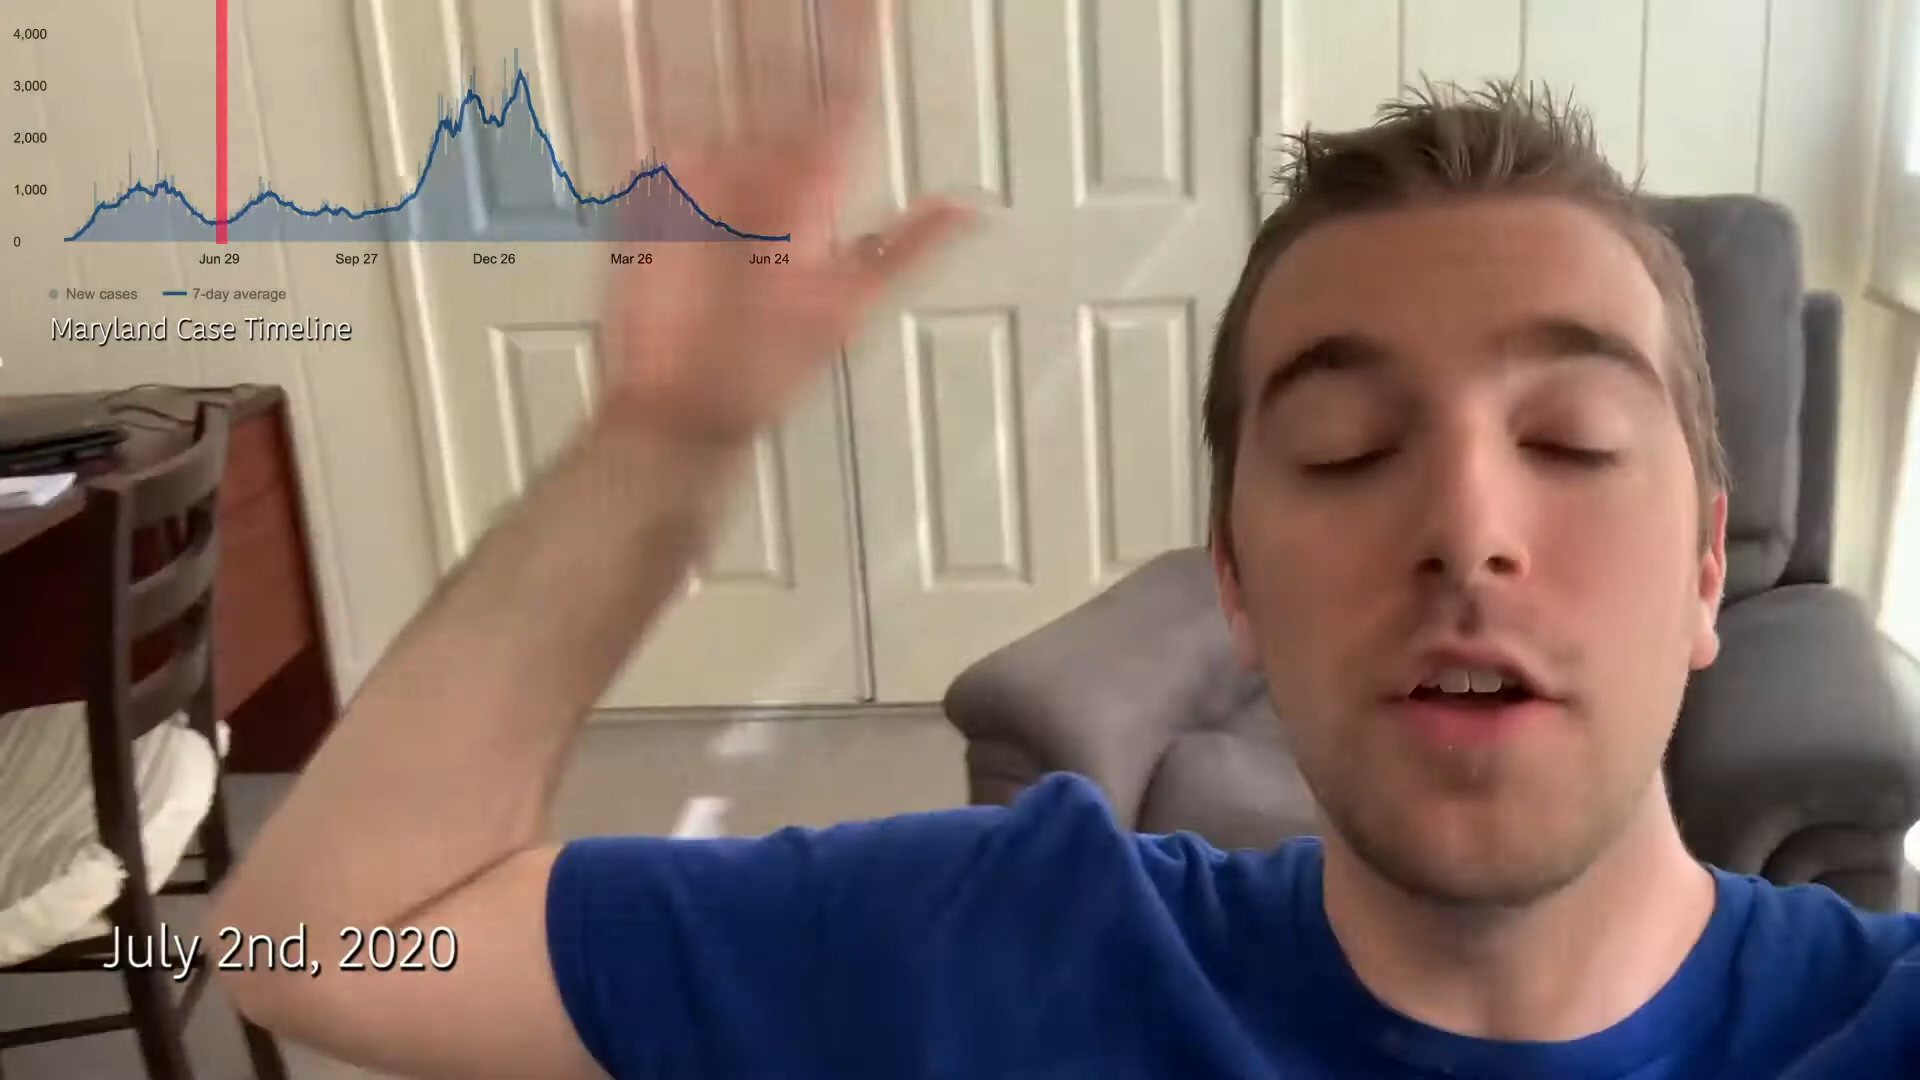 4,000
3,000
2,000
1,000
0
Jun 29 Sep 27 Dec 26 Mar 26 Jun 24
New cases 7-day average
Maryland Case Timeline
July 2nd, 2020